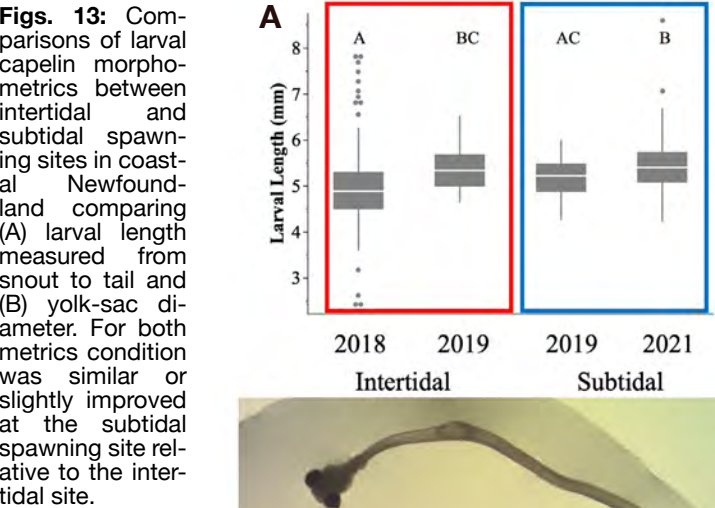 Figs. 13: Com-
parisons of larval
capelin morpho-
metrics between
intertidal and
subtidal spawn-
ing sites in coast-
al Newfound-
land comparing
(A) larval length
measured from
snout to tail and
(B) yolk-sac di-
ameter. For both
metrics condition
was similar or
slightly improved
at the subtidal
spawning site rel-
ative to the inter-
tidal site.
A
Larval Length (mm)
8
7
6
5
4
3
A BC AC B
2018 2019 2019 2021
Intertidal Subtidal